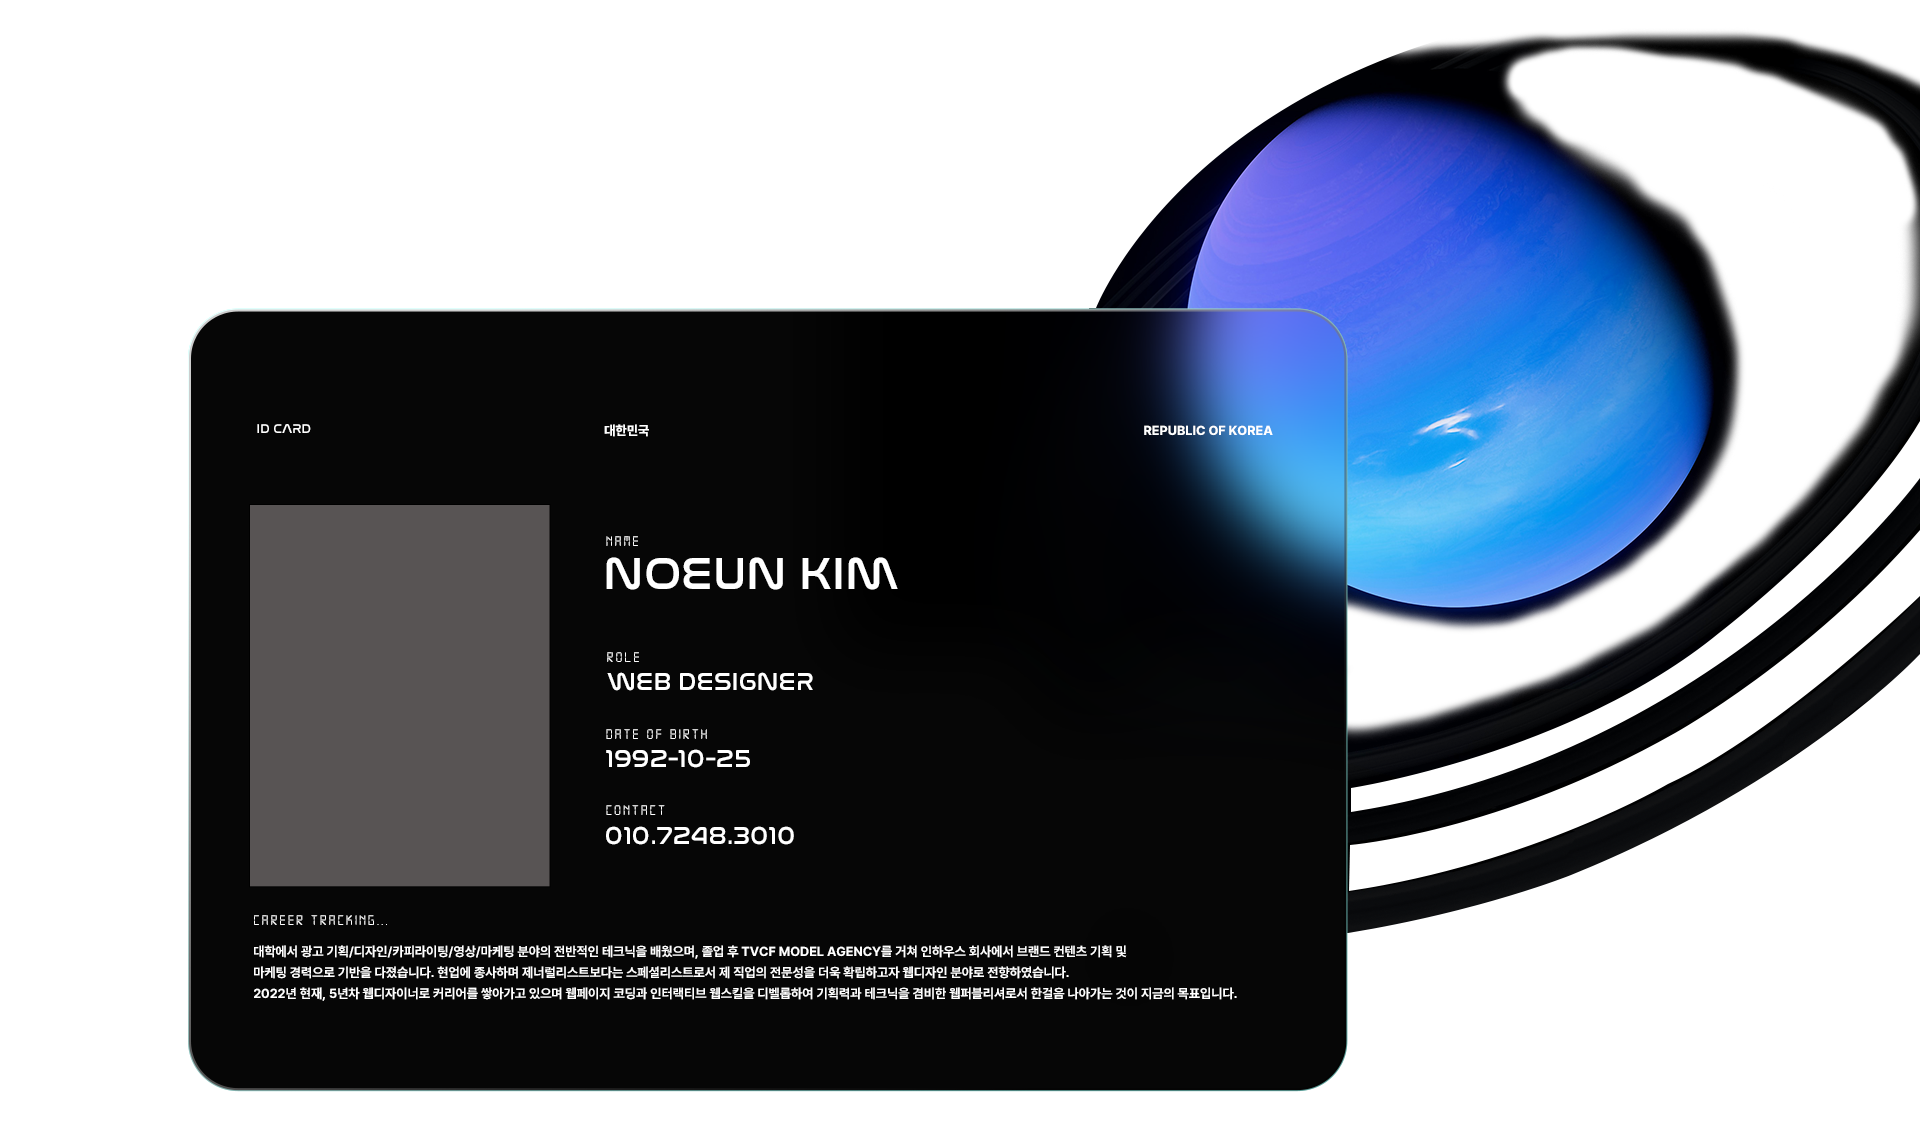 ID CARD
대한민국
REPUBLIC OF KOREA
NAME
NOEUN KIM
ROLE
WEB DESIGNER
DATE OF BIRTH
1992-10-25
CONTACT
010.7248.3010
CAREER TRACKING...
대학에서 광고 기획/디자인/카피라이팅/영상/마케팅 분야의 전반적인 테크닉을 배웠으며, 졸업 후 TVCF MODEL AGENCY를 거쳐 인하우스 회사에서 브랜드 컨텐츠 기획 및
마케팅 경력으로 기반을 다졌습니다. 현업에 종사하며 제너럴리스트보다는 스페셜리스트로서 제 직업의 전문성을 더욱 확립하고자 웹디자인 분야로 전향하였습니다.
2022년 현재, 5년차 웹디자이너로 커리어를 쌓아가고 있으며 웹페이지 코딩과 인터랙티브 웹스킬을 디벨롭하여 기획력과 테크닉을 겸비한 웹퍼블리셔로서 한걸음 나아가는 것이 지금의 목표입니다.